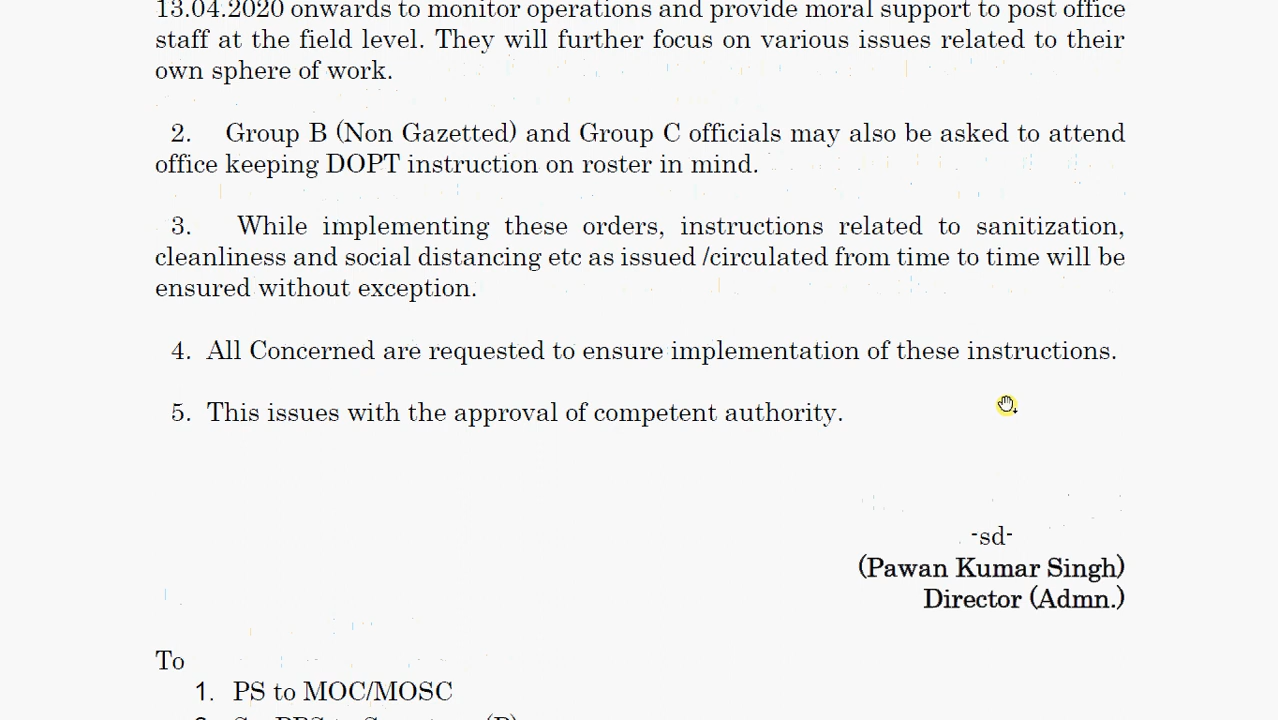 13.04.2020 onwards to monitor operations and provide moral support to post office
staff at the field level. They will further focus on various issues related to their
own sphere of work.
2. Group B (Non Gazetted) and Group C officials may also be asked to attend
office keeping DOPT instruction on roster in mind.
3. While implementing these orders, instructions related to sanitization,
cleanliness and social distancing etc as issued /circulated from time to time will be
ensured without exception.
4. All Concerned are requested to ensure implementation of these instructions.
5. This issues with the approval of competent authority.
-sd-
(Pawan Kumar Singh)
Director (Admn.)
To
1. PS to MOC/MOSC